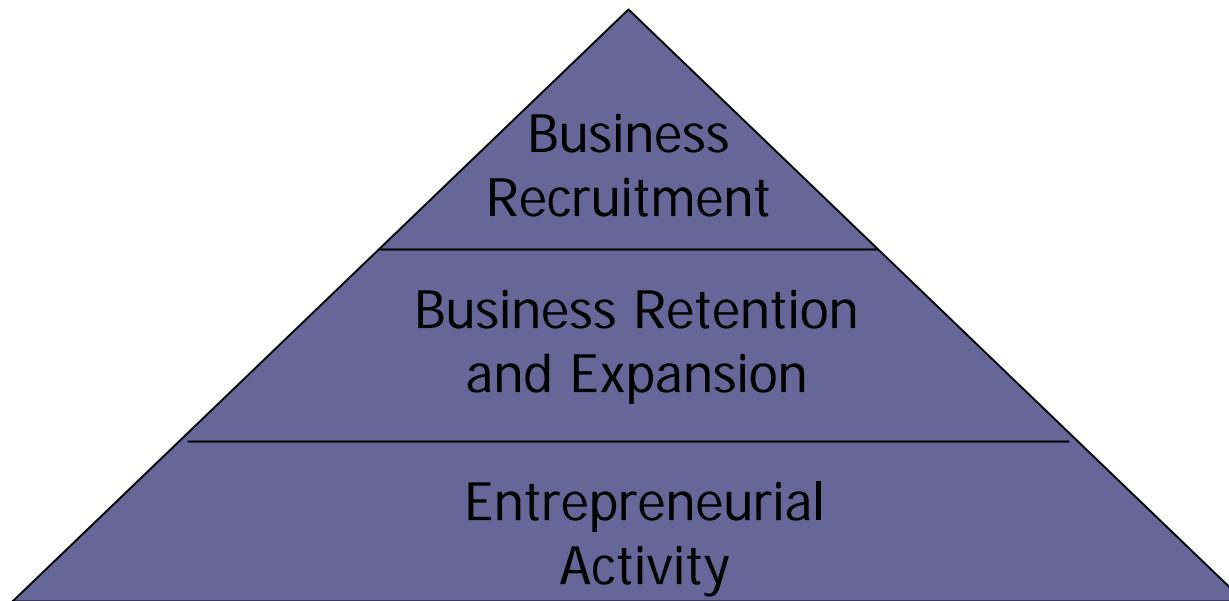 Business
Recruitment
Business Retention
and Expansion
Entrepreneurial
Activity